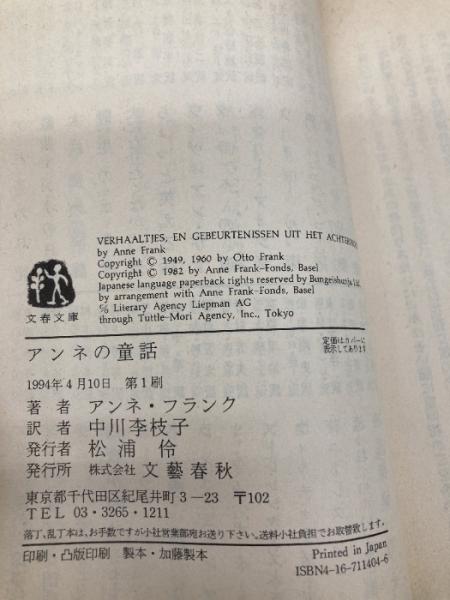 VERHAALTJES, EN GEBEURTENISSEN UIT HET
by Anne Frank
Copyright © 1949, 1960 by Otto Frank
Copyright © 1982 by Anne Frank-Fonds, Basel
Japanese language paperback rights reserved by Bungeishunju Ltd.
by arrangement with Anne Frank-Fonds, Basel
℅ Literary Agency Liepman AG
through Tuttle-Mori Agency, Inc., Tokyo
文春文庫
アンネの童話
定価はカバーに
表示してあります
1994年4月10日 第1刷
著者 アンネ・フランク
訳者 中川李枝子
発行者 松浦伶
発行所 株式会社 文藝春秋
東京都千代田区紀尾井町3-23 〒102
TEL 03・3265・1211
落丁、乱丁本は、お手数ですが小社営業部宛お送り下さい。送料小社負担でお取替致します。
印刷・凸版印刷 製本・加藤製本
Printed in Japan
ISBN4-16-711404-6